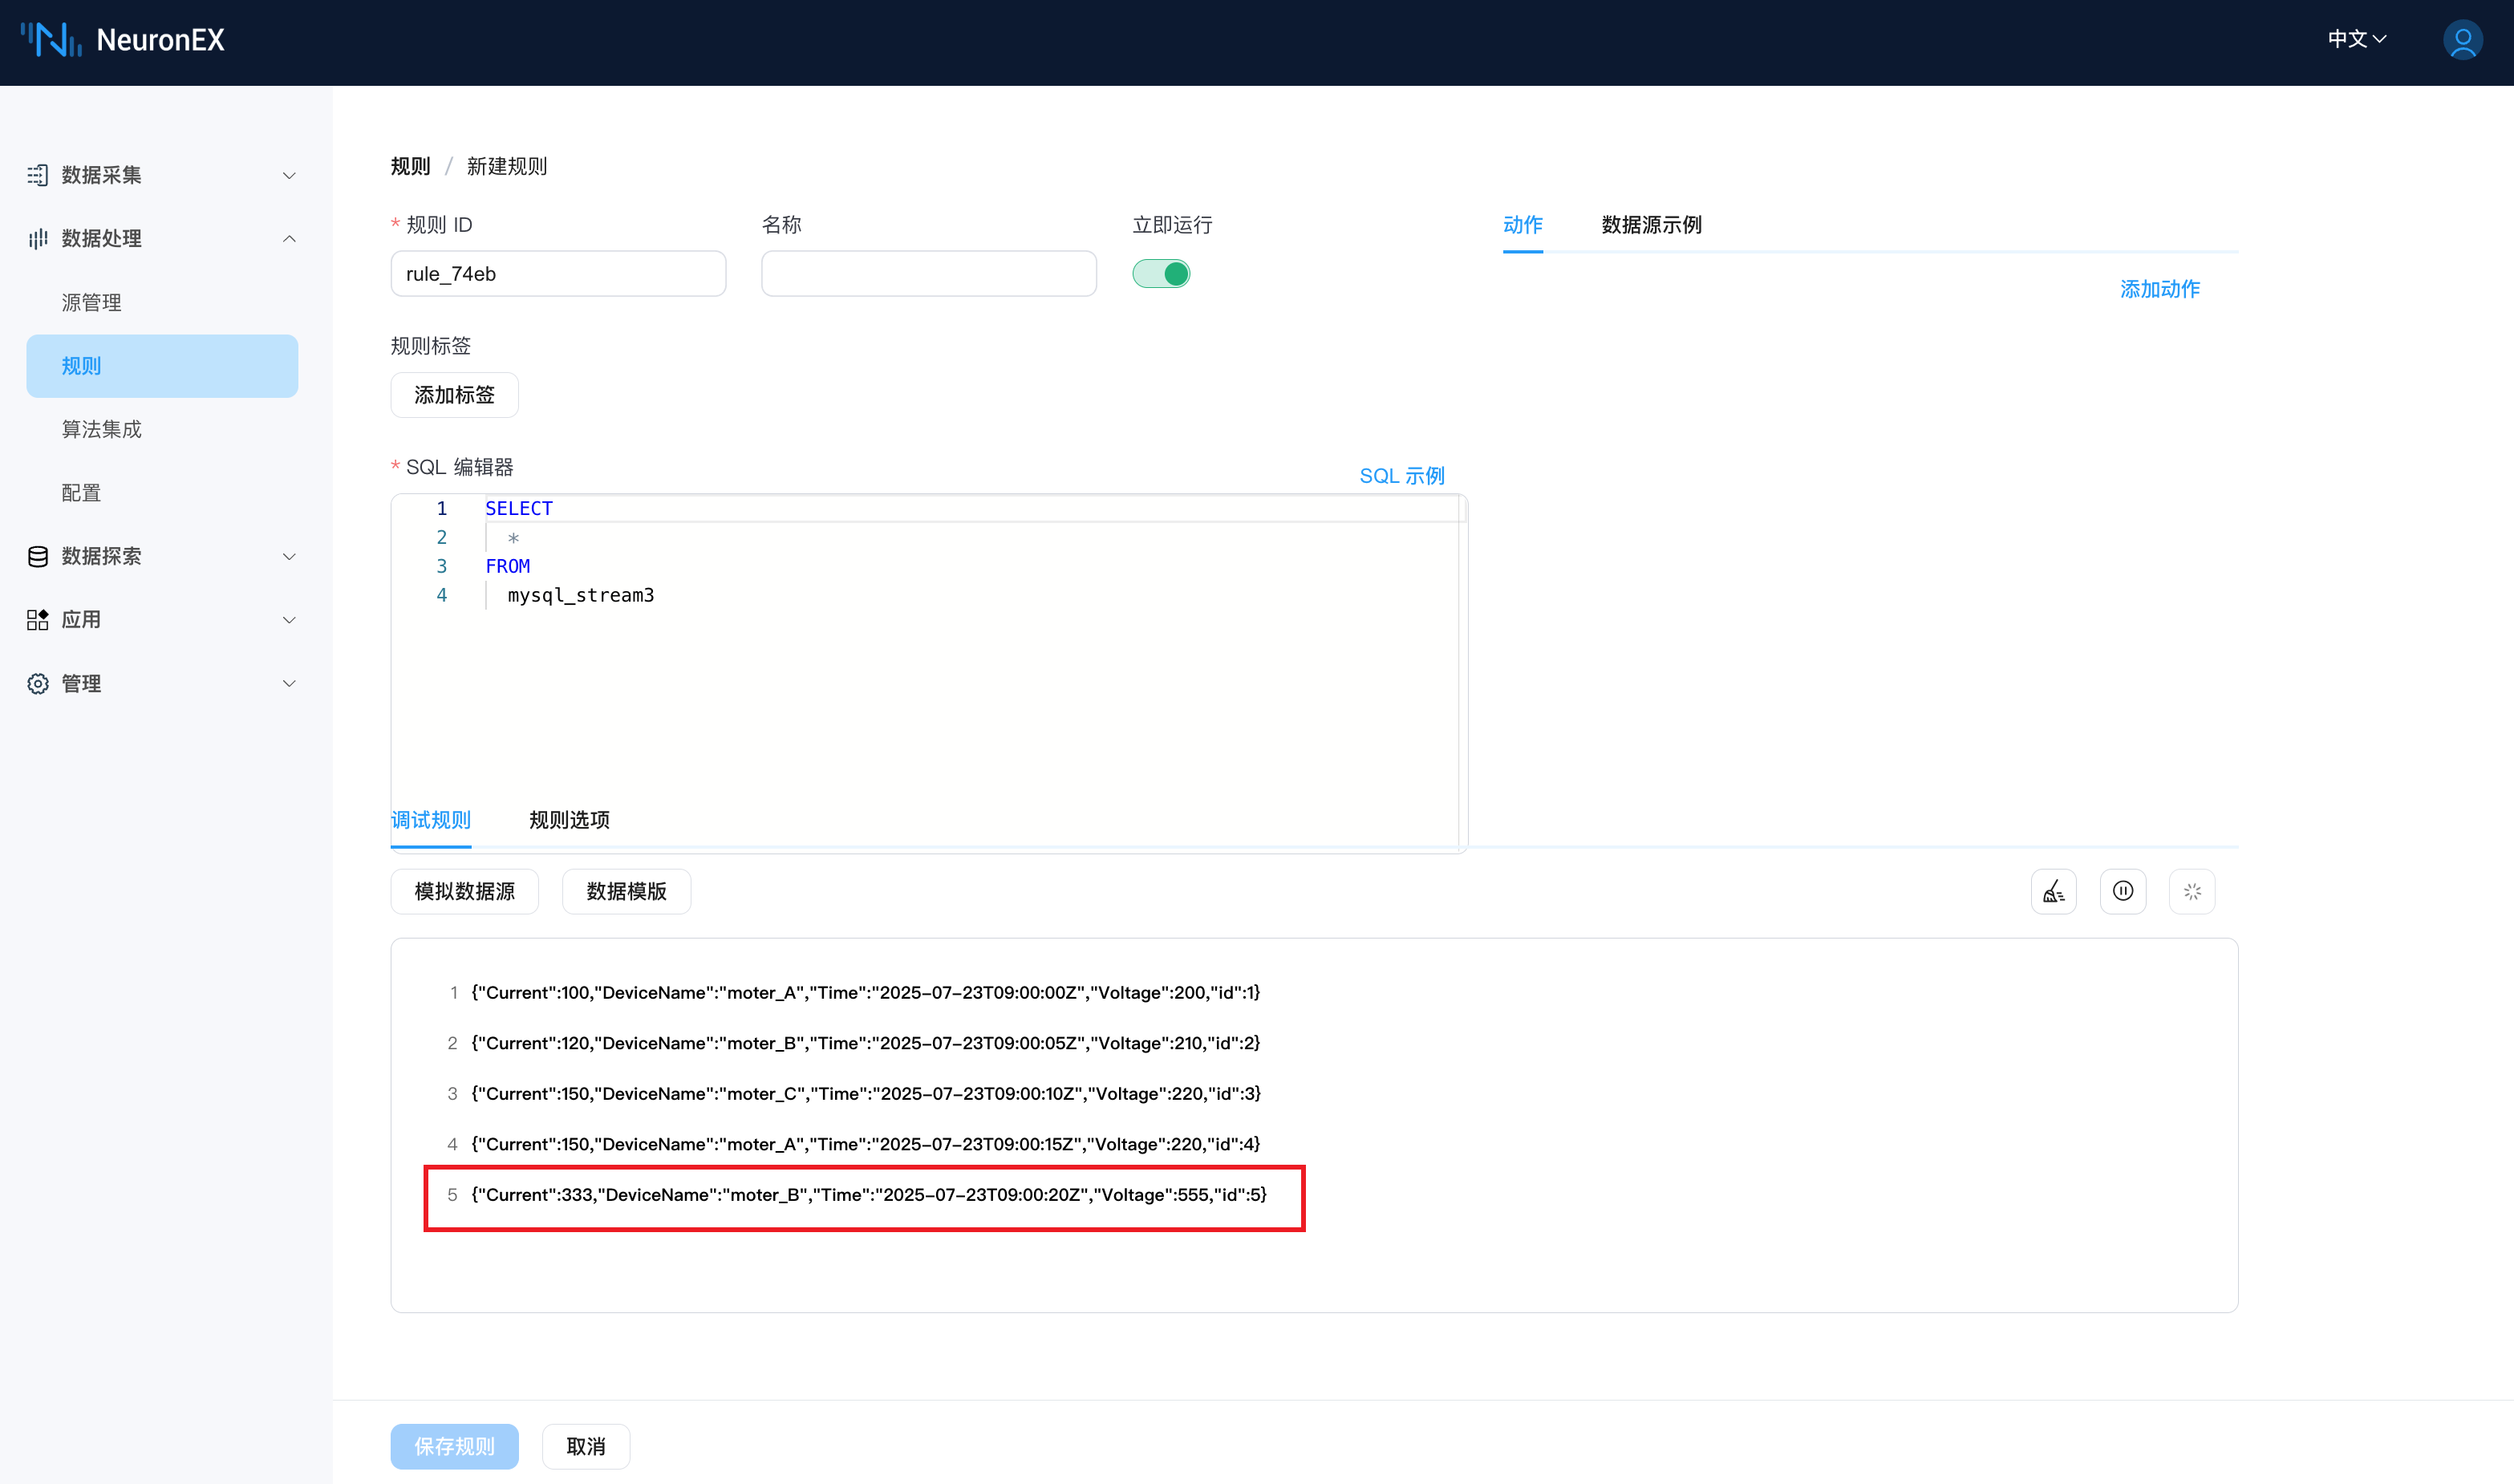 NeuronEX
中文
数据采集
数据处理
源管理
规则
算法集成
配置
数据探索
应用
管理
规则 / 新建规则
* 规则 ID
名称
立即运行
rule_74eb
规则标签
添加标签
动作
数据源示例
添加动作
* SQL 编辑器
SQL 示例
1 SELECT
2 *
3 FROM
4 mysql_stream3
调试规则
规则选项
模拟数据源
数据模版
1 {"Current":100,"DeviceName":"moter_A","Time":"2025-07-23T09:00:00Z","Voltage":200,"id":1}
2 {"Current":120,"DeviceName":"moter_B","Time":"2025-07-23T09:00:05Z","Voltage":210,"id":2}
3 {"Current":150,"DeviceName":"moter_C","Time":"2025-07-23T09:00:10Z","Voltage":220,"id":3}
4 {"Current":150,"DeviceName":"moter_A","Time":"2025-07-23T09:00:15Z","Voltage":220,"id":4}
5 {"Current":333,"DeviceName":"moter_B","Time":"2025-07-23T09:00:20Z","Voltage":555,"id":5}
保存规则
取消